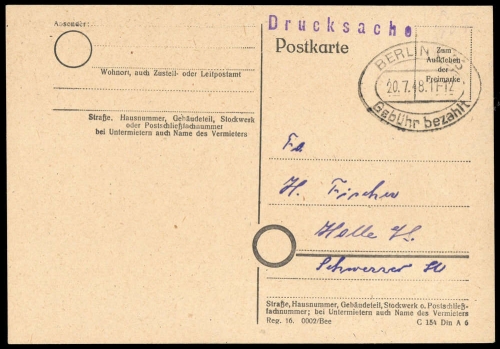 Absender:
Wohnort, auch Zustell- oder Leitpostamt
Straße, Hausnummer, Gebäudeteil, Stockwerk
oder Postschließfachnummer
bei Untermietern auch Name des Vermieters
Drucksache
Postkarte
Zum
Aufkleben
der
Freimarke
BERLIN
20.7.48.11-12
Gebühr bezahlt
Fa
H. Fischer
Halle
Straße, Hausnummer, Gebäudeteil, Stockwerk o. Postschließ-
fachnummer; bei Untermietern auch Name des Vermieters
Reg. 16. 0002/Bee C 154 Din A 6